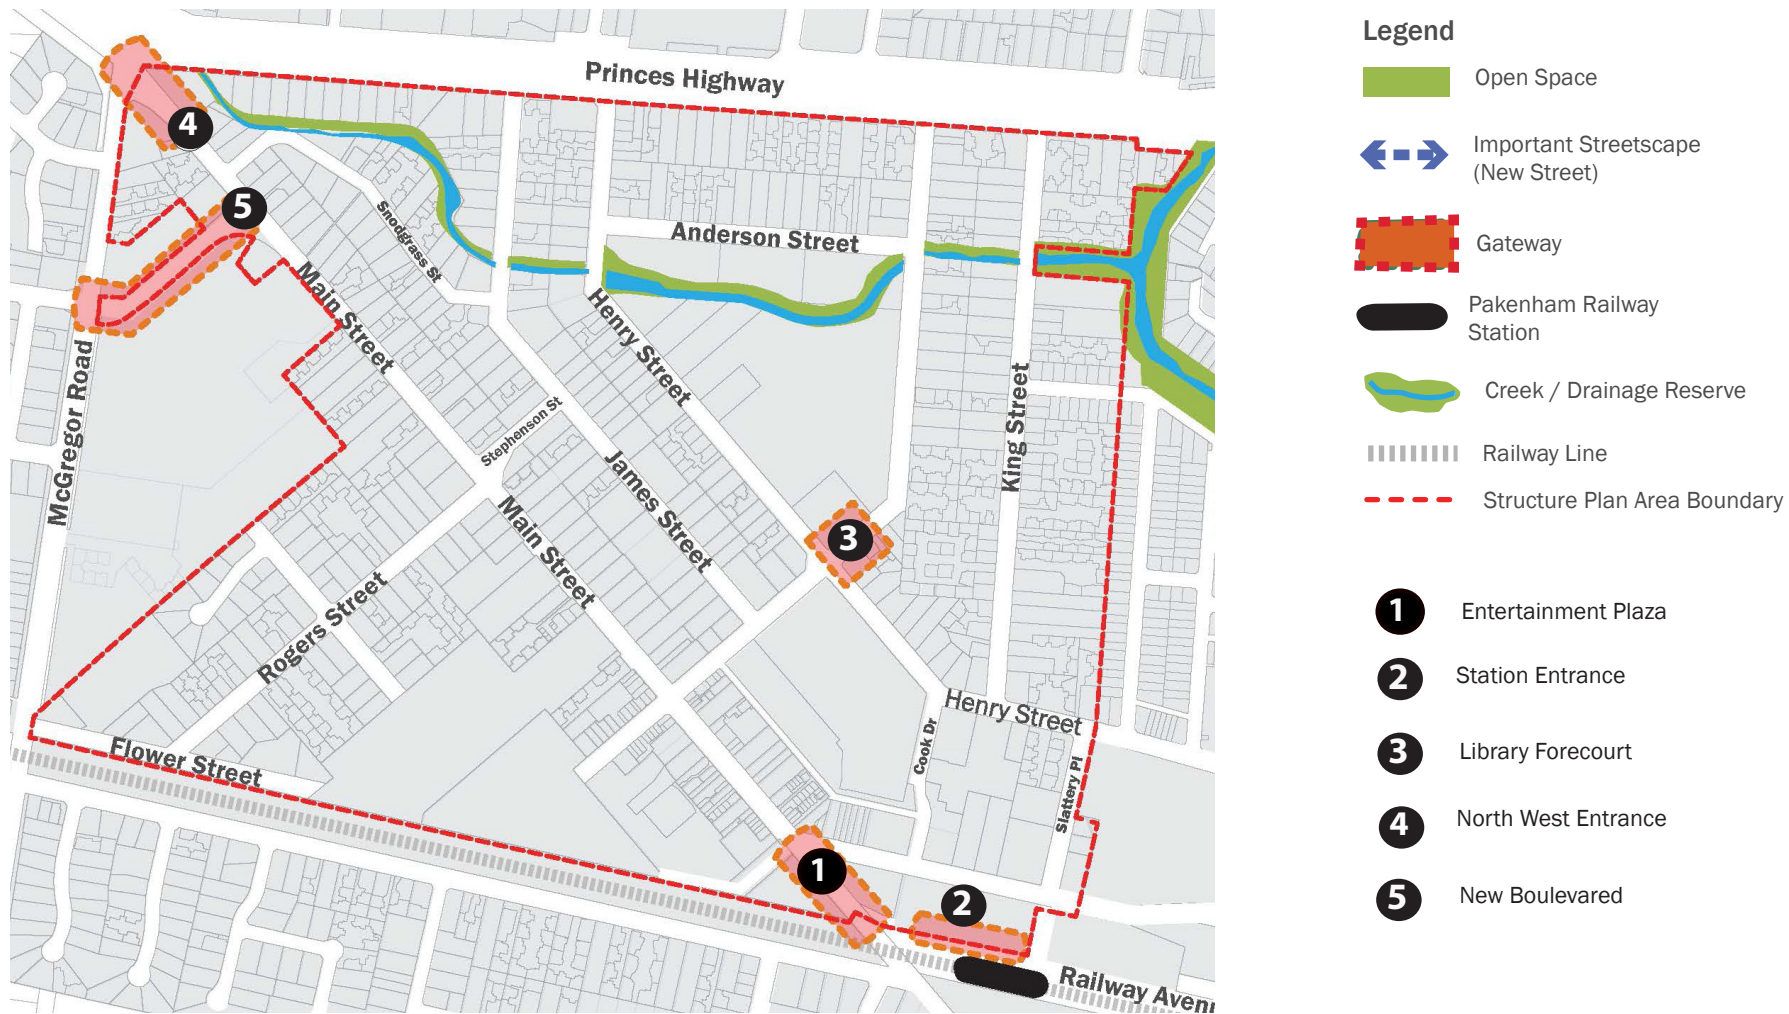 Princes Highway
4
5
Snodgrass St
Anderson Street
Main Street
Henry Street
McGregor Road
King Street
Stephenson St
James Street
Main Street
3
Rogers Street
Henry Street
Cook Dr
Slattery Pl
Flower Street
1
2
Railway Aven
Legend
Open Space
Important Streetscape
(New Street)
Gateway
Pakenham Railway
Station
Creek / Drainage Reserve
Railway Line
Structure Plan Area Boundary
1 Entertainment Plaza
2 Station Entrance
3 Library Forecourt
4 North West Entrance
5 New Boulevared